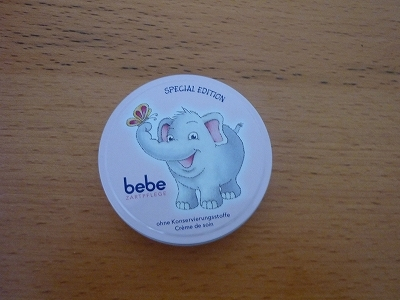 SPECIAL EDITION
bebe
ZARTPFLEGE
ohne Konservierungsstoffe
Crème de soin